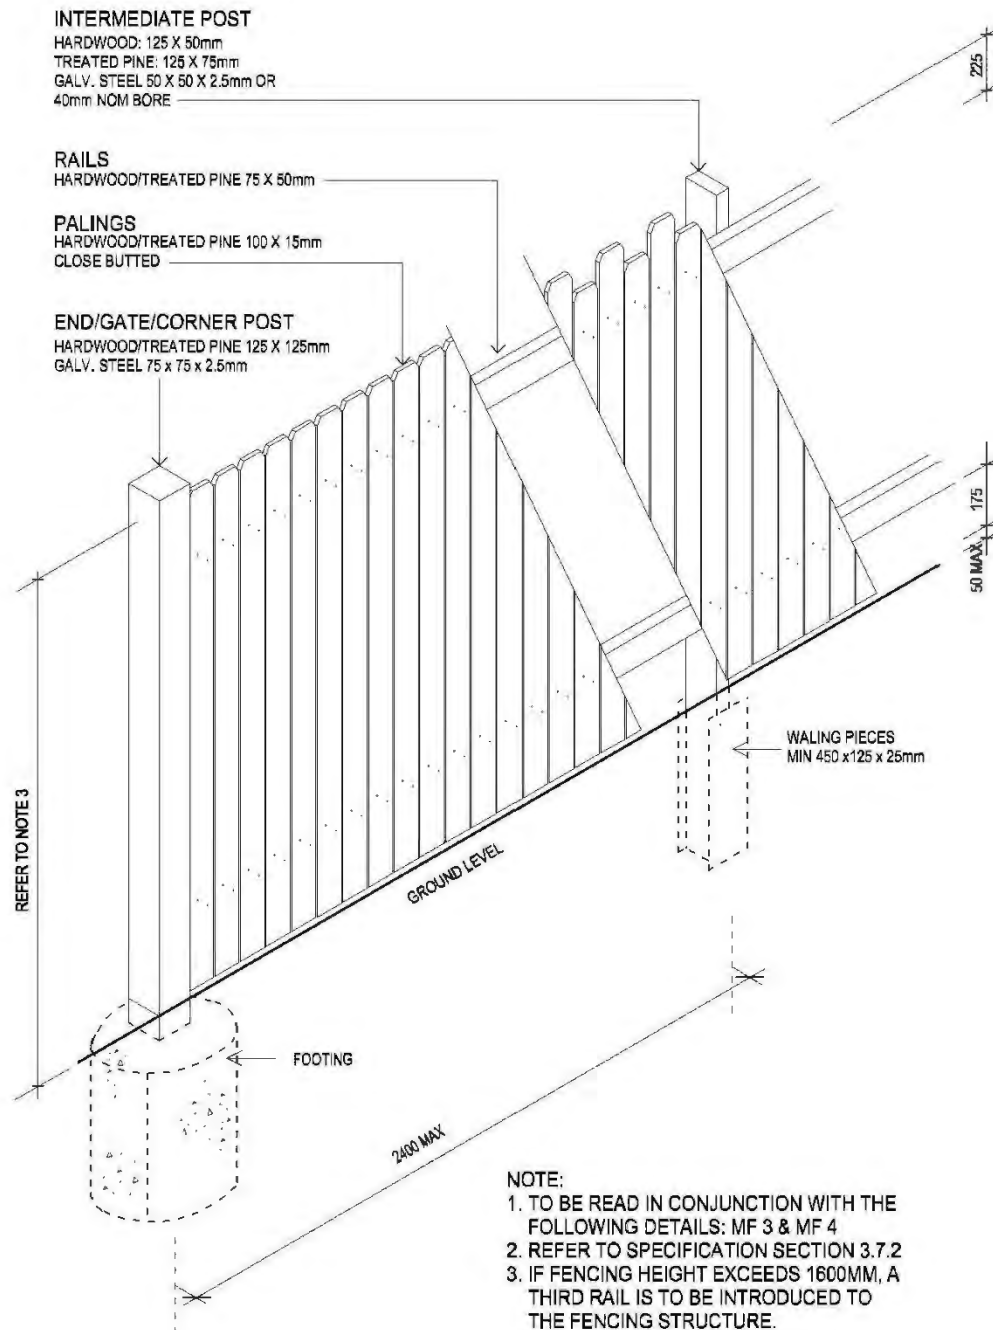 INTERMEDIATE POST
HARDWOOD: 125 X 50mm
TREATED PINE: 125 X 75mm
GALV. STEEL 50 X 50 X 2.5mm OR
40mm NOM BORE
RAILS
HARDWOOD/TREATED PINE 75 X 50mm
PALINGS
HARDWOOD/TREATED PINE 100 X 15mm
CLOSE BUTTED
END/GATE/CORNER POST
HARDWOOD/TREATED PINE 125 X 125mm
GALV. STEEL 75 x 75 x 2.5mm
225
175
50 MAX
WALING PIECES
MIN 450 x125 x 25mm
REFER TO NOTE 3
GROUND LEVEL
FOOTING
2400 MAX
NOTE:
1. TO BE READ IN CONJUNCTION WITH THE
FOLLOWING DETAILS: MF 3 & MF 4
2. REFER TO SPECIFICATION SECTION 3.7.2
3. IF FENCING HEIGHT EXCEEDS 1600MM, A
THIRD RAIL IS TO BE INTRODUCED TO
THE FENCING STRUCTURE.